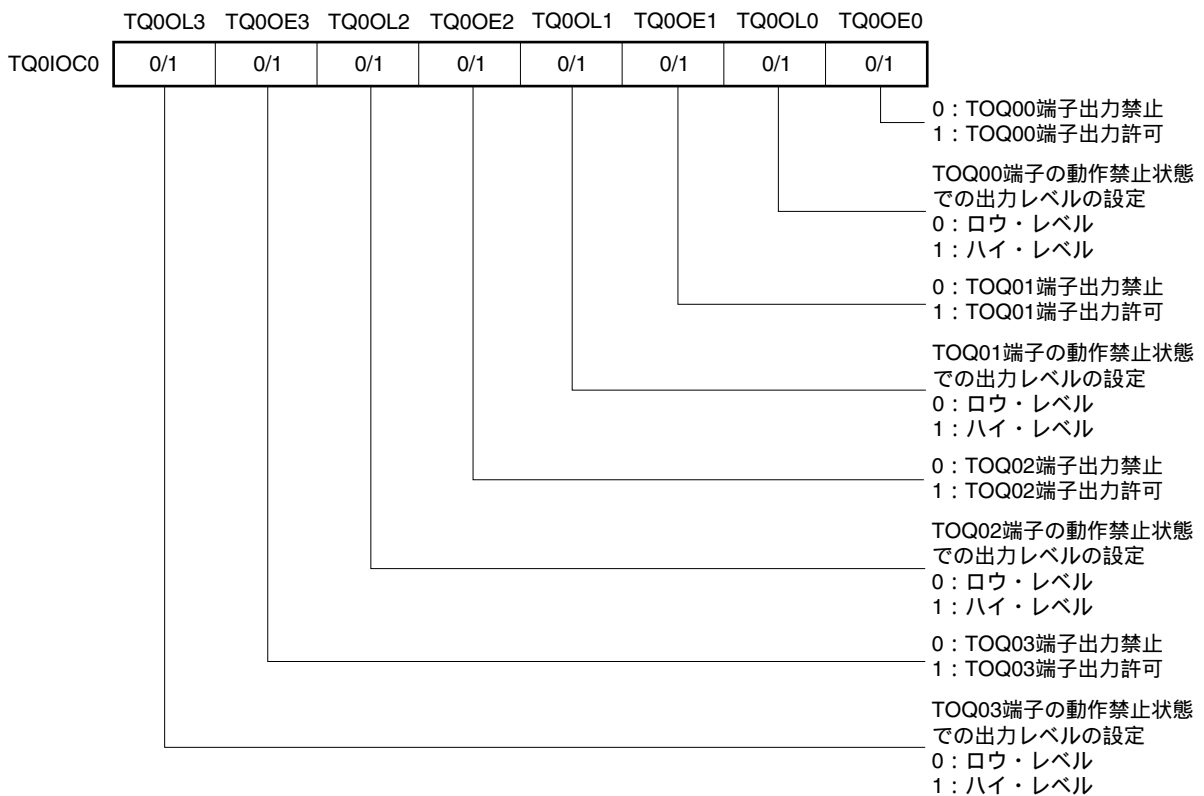 TQ0OL3 TQ0OE3 TQ0OL2 TQ0OE2 TQ0OL1 TQ0OE1 TQ0OL0 TQ0OE0
TQ0IOC0 0/1 0/1 0/1 0/1 0/1 0/1 0/1 0/1
0：TOQ00端子出力禁止
1：TOQ00端子出力許可
TOQ00端子の動作禁止状態
での出力レベルの設定
0：ロウ・レベル
1：ハイ・レベル
0：TOQ01端子出力禁止
1：TOQ01端子出力許可
TOQ01端子の動作禁止状態
での出力レベルの設定
0：ロウ・レベル
1：ハイ・レベル
0：TOQ02端子出力禁止
1：TOQ02端子出力許可
TOQ02端子の動作禁止状態
での出力レベルの設定
0：ロウ・レベル
1：ハイ・レベル
0：TOQ03端子出力禁止
1：TOQ03端子出力許可
TOQ03端子の動作禁止状態
での出力レベルの設定
0：ロウ・レベル
1：ハイ・レベル